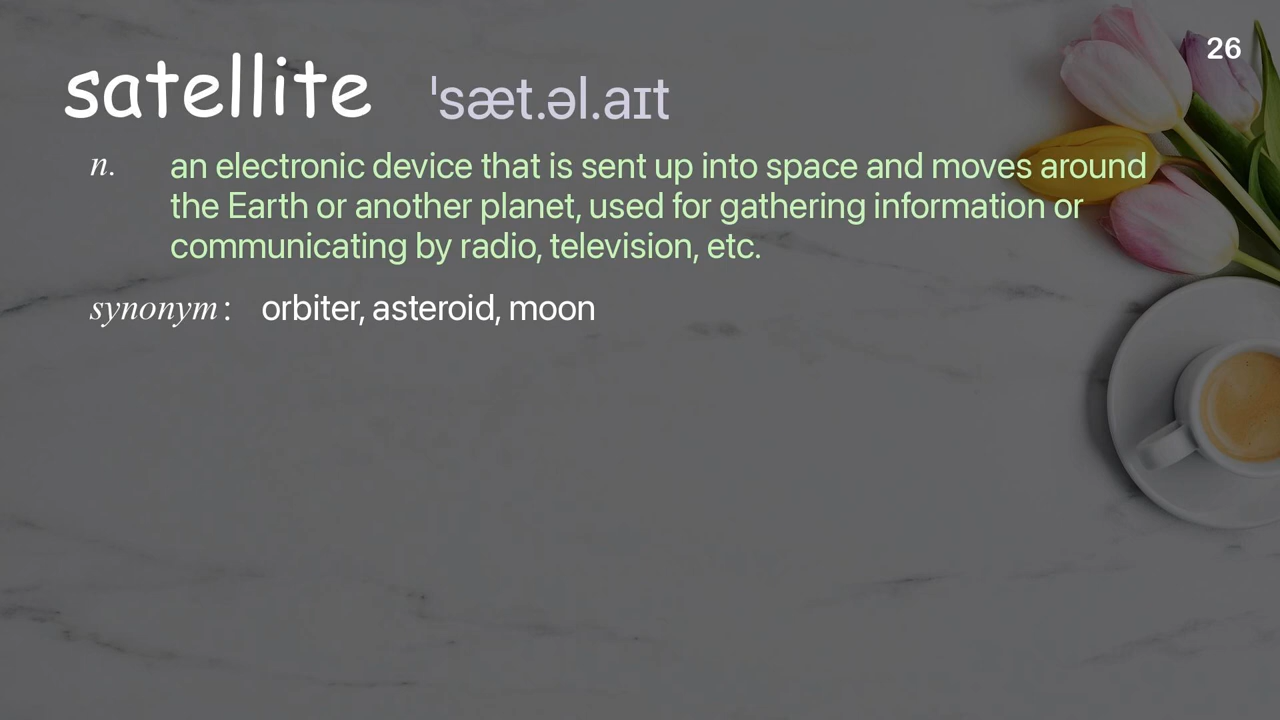 26
satellite ˈsæt.əl.aɪt
n. an electronic device that is sent up into space and moves around
the Earth or another planet, used for gathering information or
communicating by radio, television, etc.
synonym: orbiter, asteroid, moon